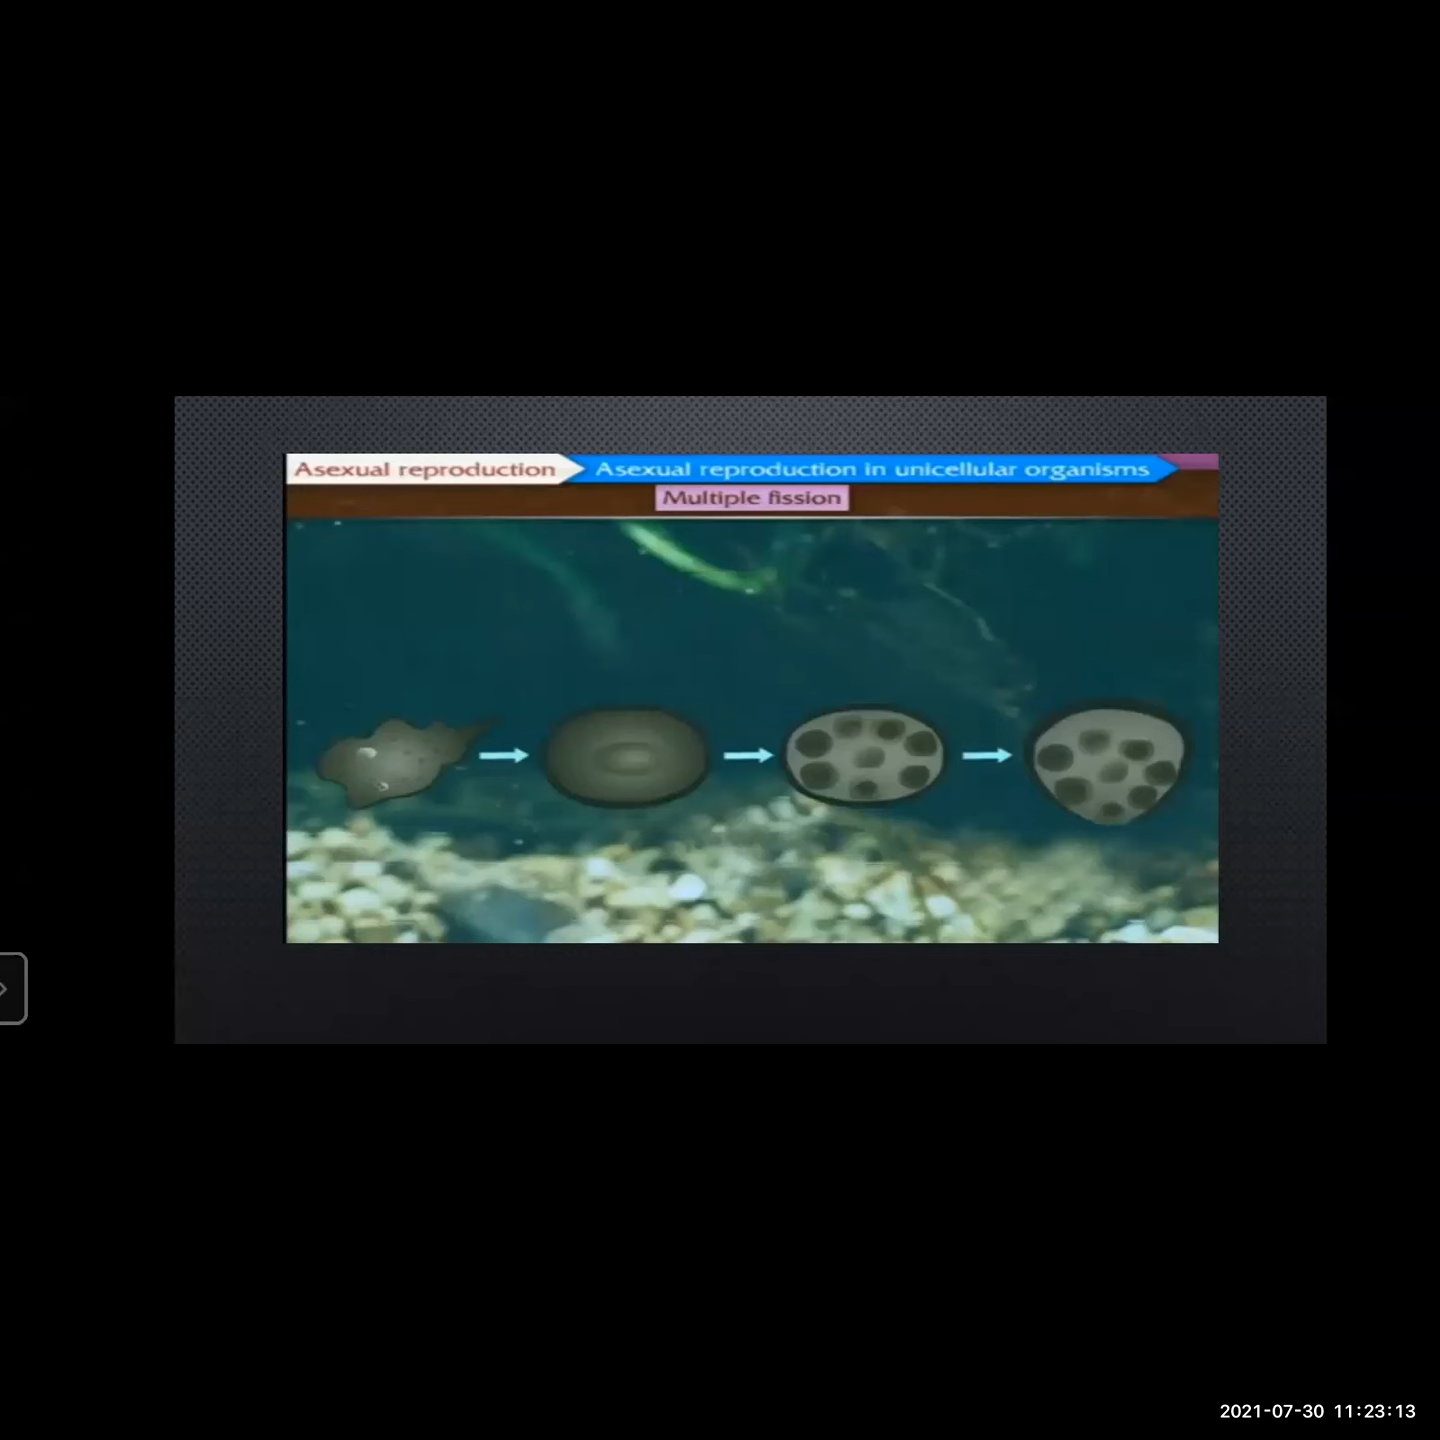 Asexual reproduction
Asexual reproduction in unicellular organisms
Multiple fission
2021-07-30 11:23:13